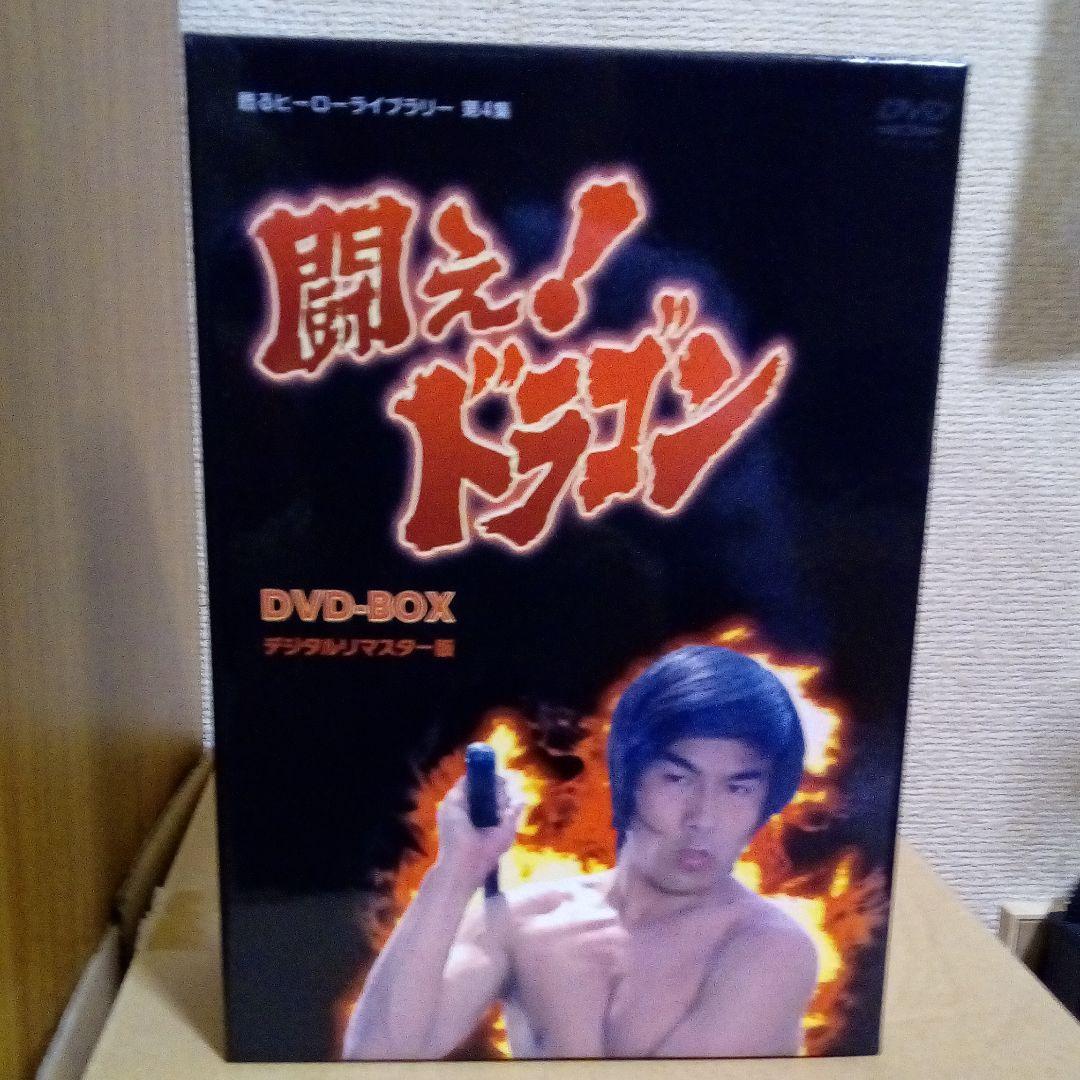 甦るヒーローライブラリー 第4集
DVD
闘え!
ドラゴン
DVD-BOX
デジタルリマスター版